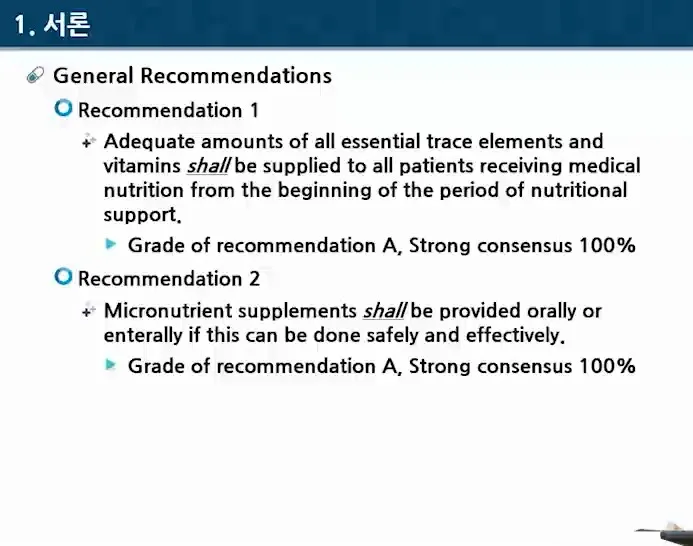 1. 서론
General Recommendations
Recommendation 1
Adequate amounts of all essential trace elements and
vitamins shall be supplied to all patients receiving medical
nutrition from the beginning of the period of nutritional
support.
Grade of recommendation A, Strong consensus 100%
Recommendation 2
Micronutrient supplements shall be provided orally or
enterally if this can be done safely and effectively.
Grade of recommendation A, Strong consensus 100%